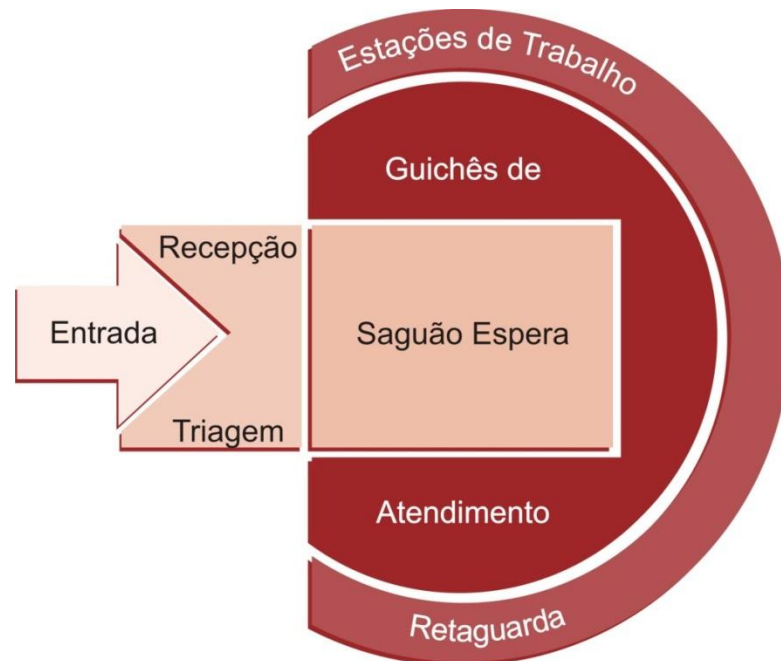 Estações de Trabalho
Guichês de
Recepção
Entrada
Saguão Espera
Triagem
Atendimento
Retaguarda